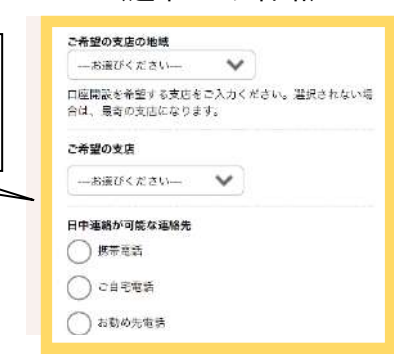 ご希望の支店の地域
---お選びください---
口座開設を希望する支店をご入力ください。選択されない場
合は、最寄の支店になります。
ご希望の支店
---お選びください---
日中連絡が可能な連絡先
携帯電話
ご自宅電話
お勤め先電話